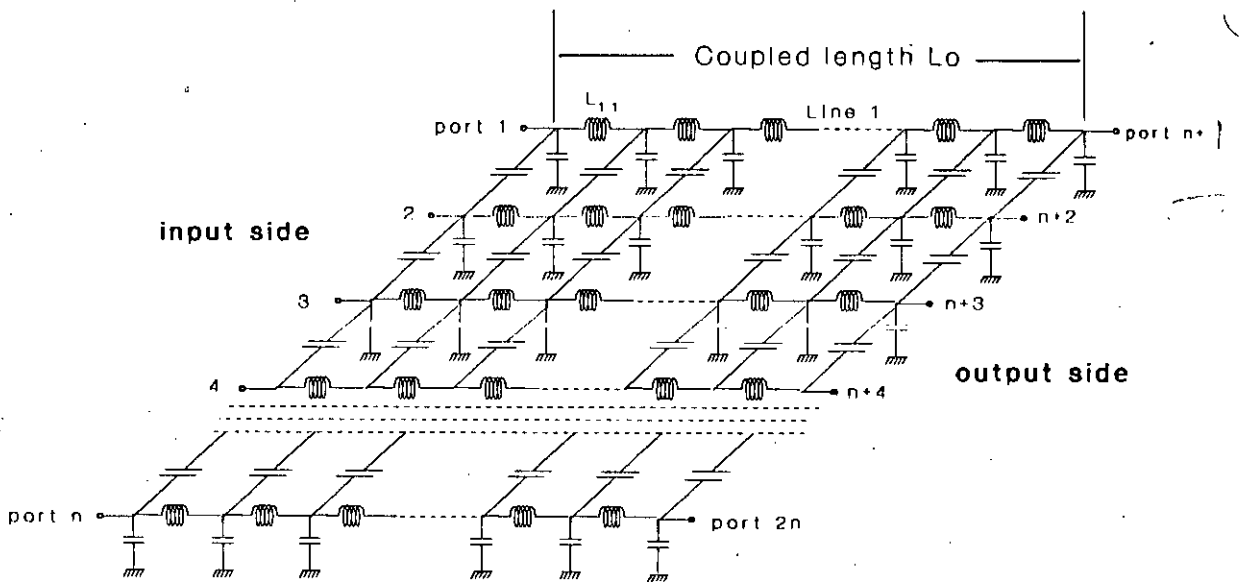 Coupled length Lo
L11
Line 1
port 1
port n+1
2
n+2
input side
3
n+3
4
n+4
output side
port n
port 2n